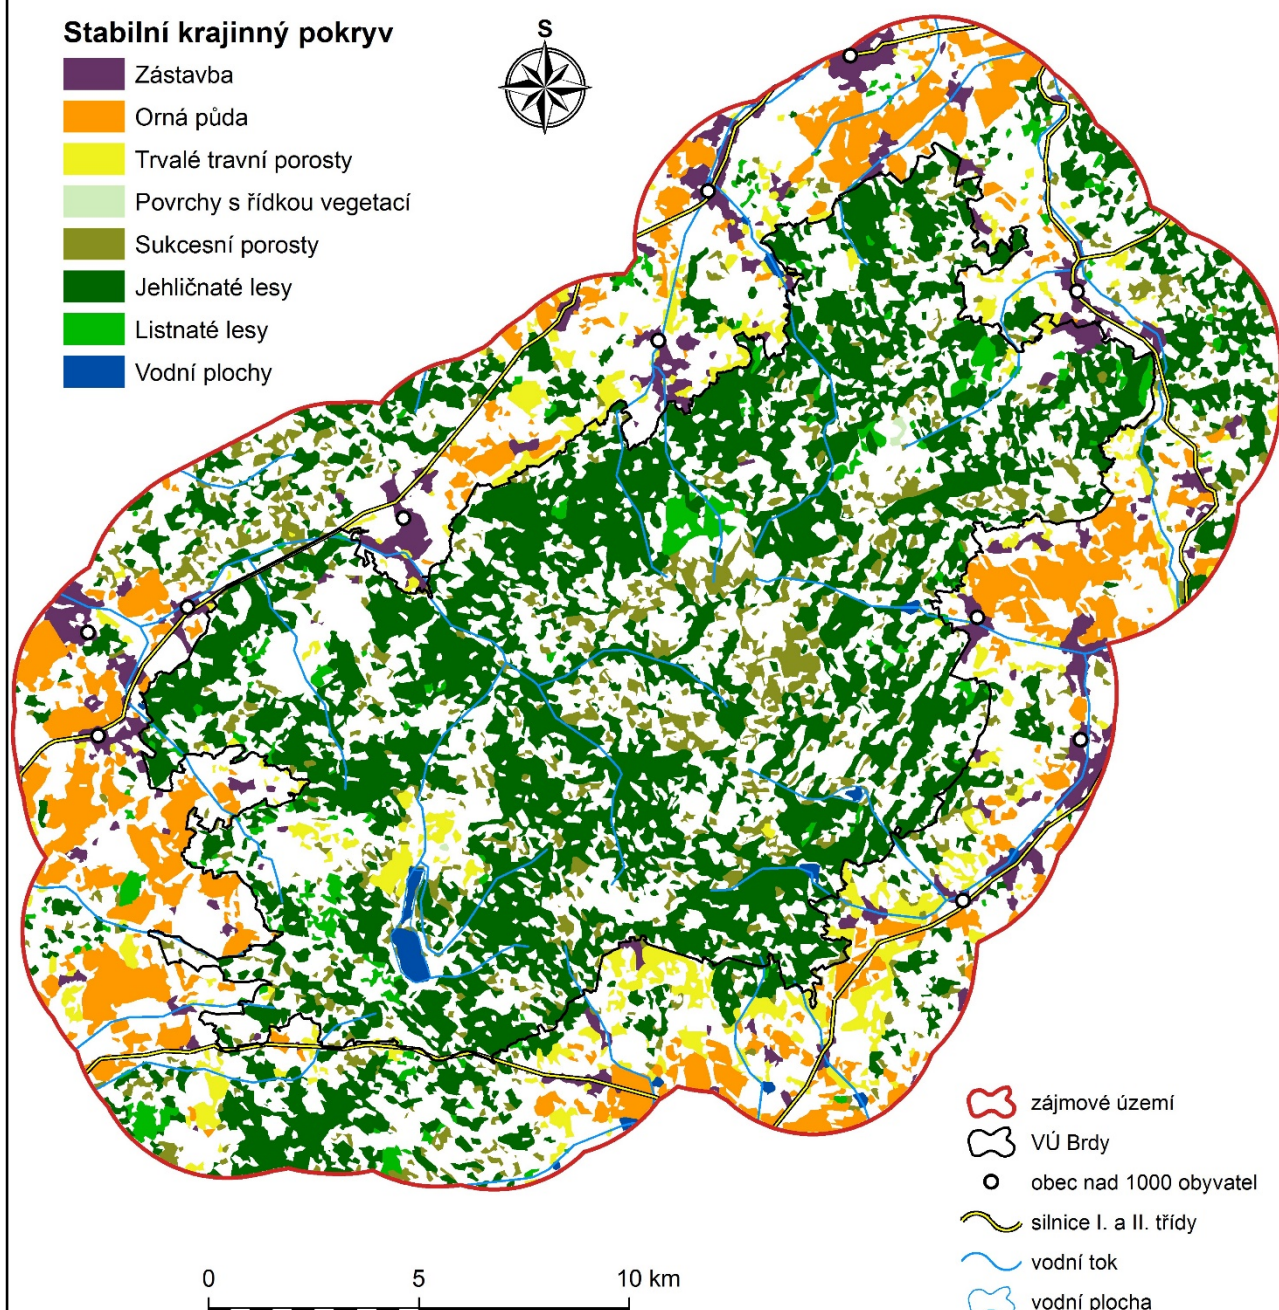 Stabilní krajinný pokryv
Zástavba
Orná půda
Trvalé travní porosty
Povrchy s řídkou vegetací
Sukcesní porosty
Jehličnaté lesy
Listnaté lesy
Vodní plochy
S
zájmové území
VÚ Brdy
obec nad 1000 obyvatel
silnice I. a II. třídy
vodní tok
vodní plocha
0 5 10 km